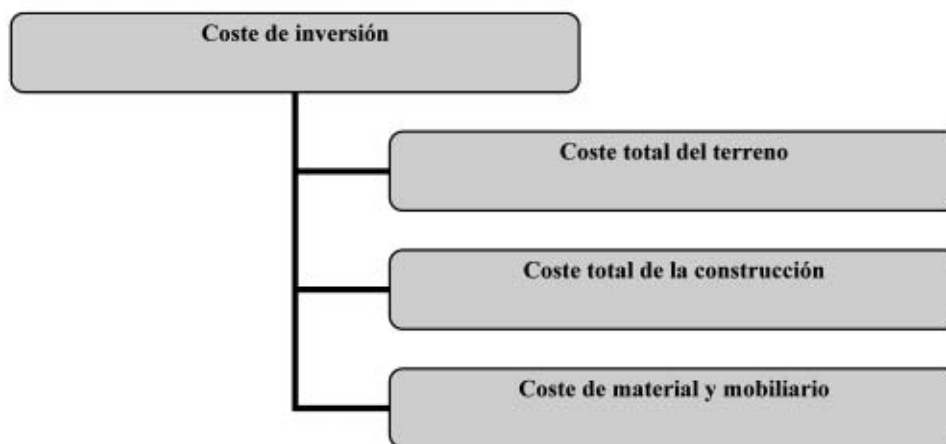 Coste de inversión
Coste total del terreno
Coste total de la construcción
Coste de material y mobiliario